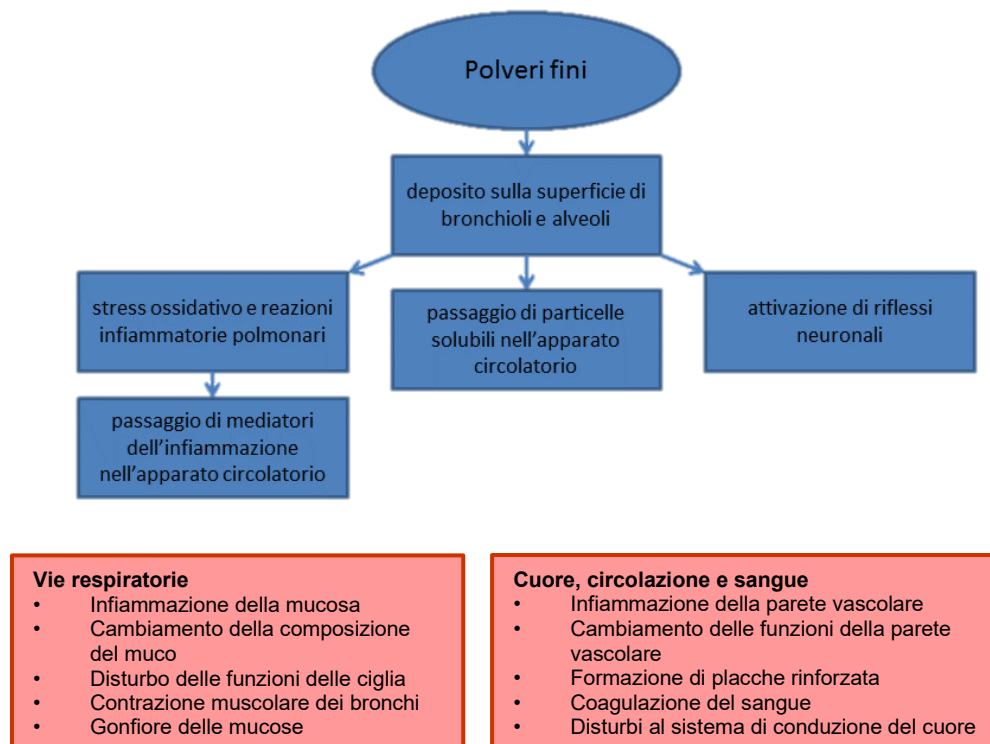 Polveri fini
deposito sulla superficie di
bronchioli e alveoli
stress ossidativo e reazioni
infiammatorie polmonari
passaggio di particelle
solubili nell'apparato
circolatorio
attivazione di riflessi
neuronali
passaggio di mediatori
dell'infiammazione
nell'apparato circolatorio
Vie respiratorie
• Infiammazione della mucosa
• Cambiamento della composizione
del muco
• Disturbo delle funzioni delle ciglia
• Contrazione muscolare dei bronchi
• Gonfiore delle mucose
Cuore, circolazione e sangue
• Infiammazione della parete vascolare
• Cambiamento delle funzioni della parete
vascolare
• Formazione di placche rinforzata
• Coagulazione del sangue
• Disturbi al sistema di conduzione del cuore